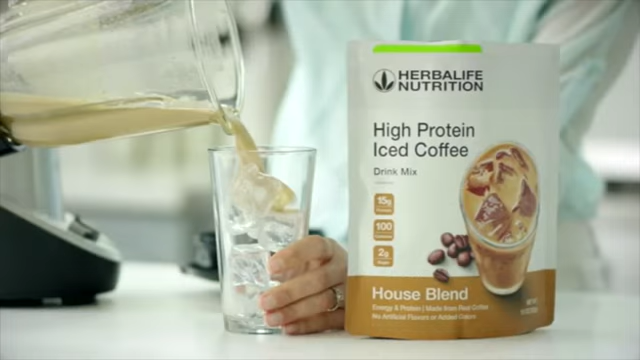 HERBALIFE
NUTRITION
High Protein
Iced Coffee
Drink Mix
15g
100
2g
House Blend
Energy & Protein | Made from Real Coffee
No Artificial Flavors or Added Colors